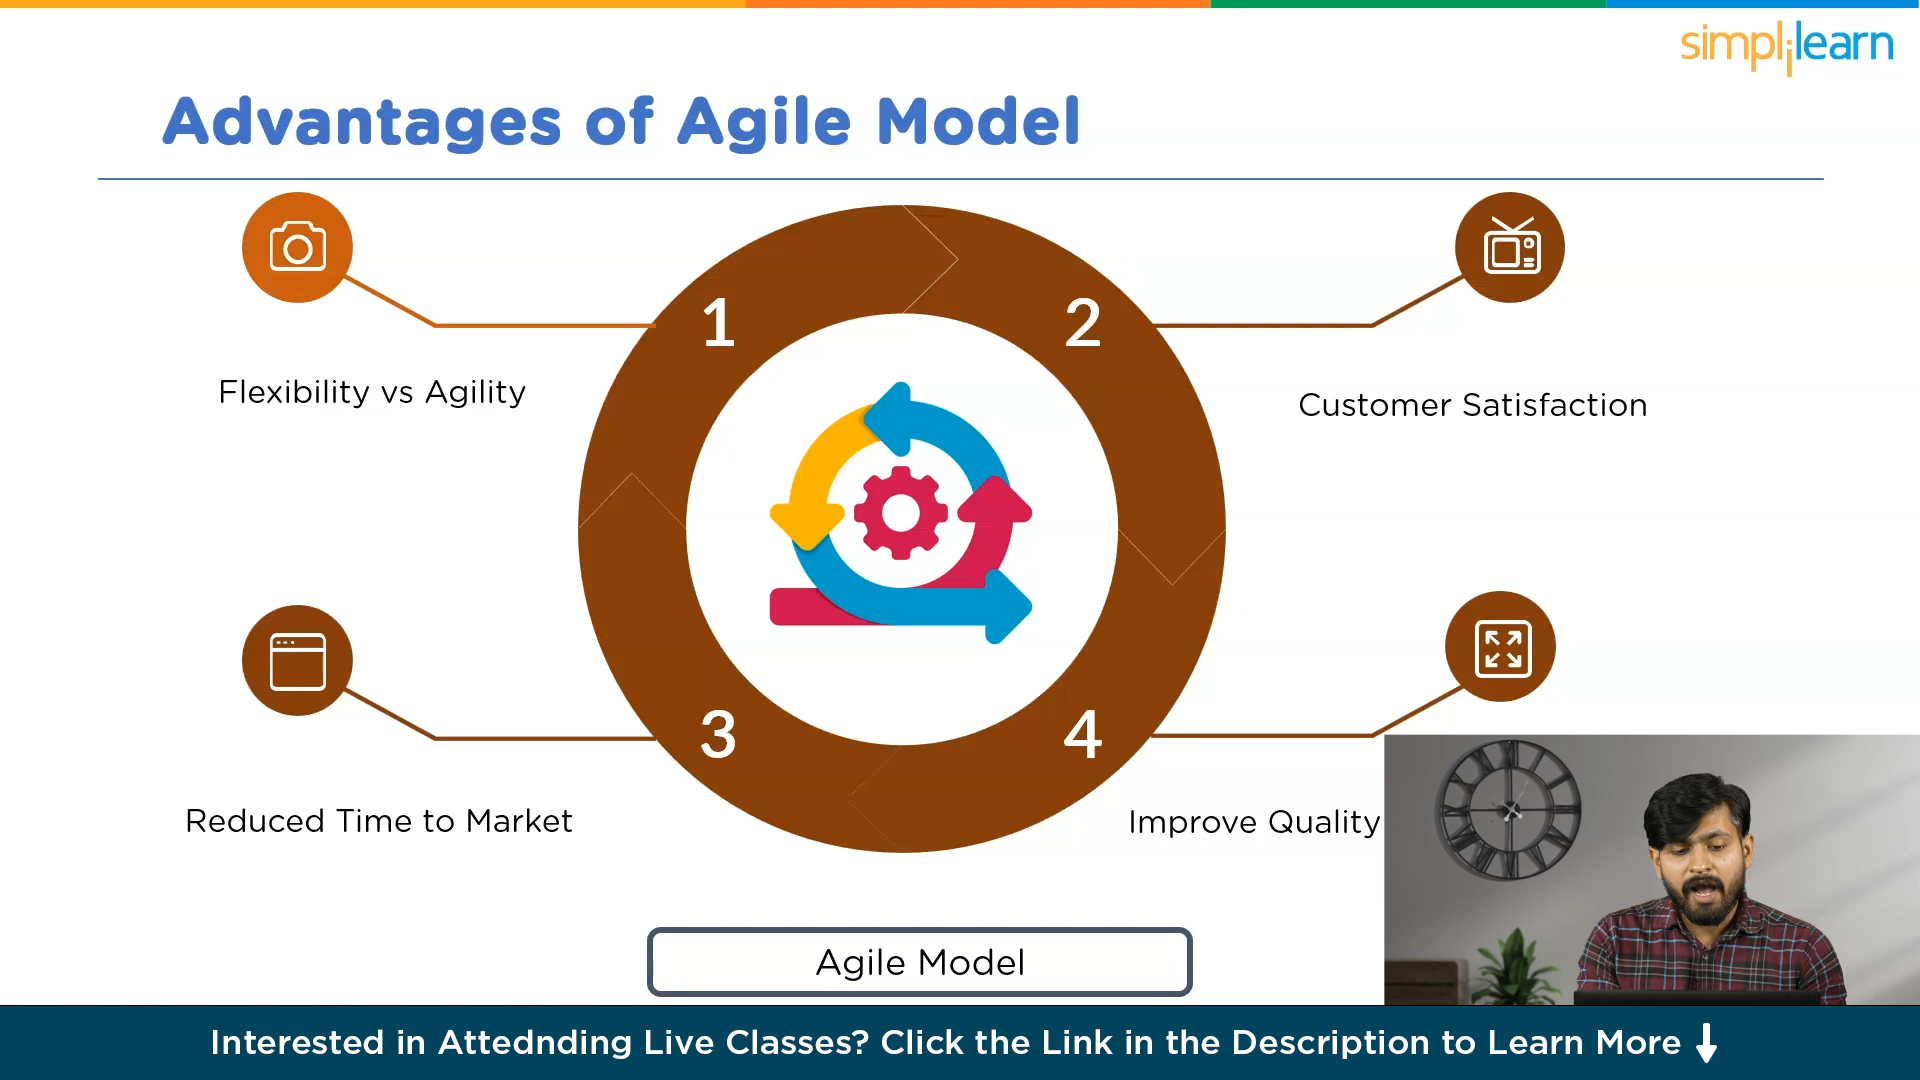 simplilearn
Advantages of Agile Model
1
2
Flexibility vs Agility
Customer Satisfaction
3
4
Reduced Time to Market
Improve Quality
Agile Model
Interested in Attednding Live Classes? Click the Link in the Description to Learn More